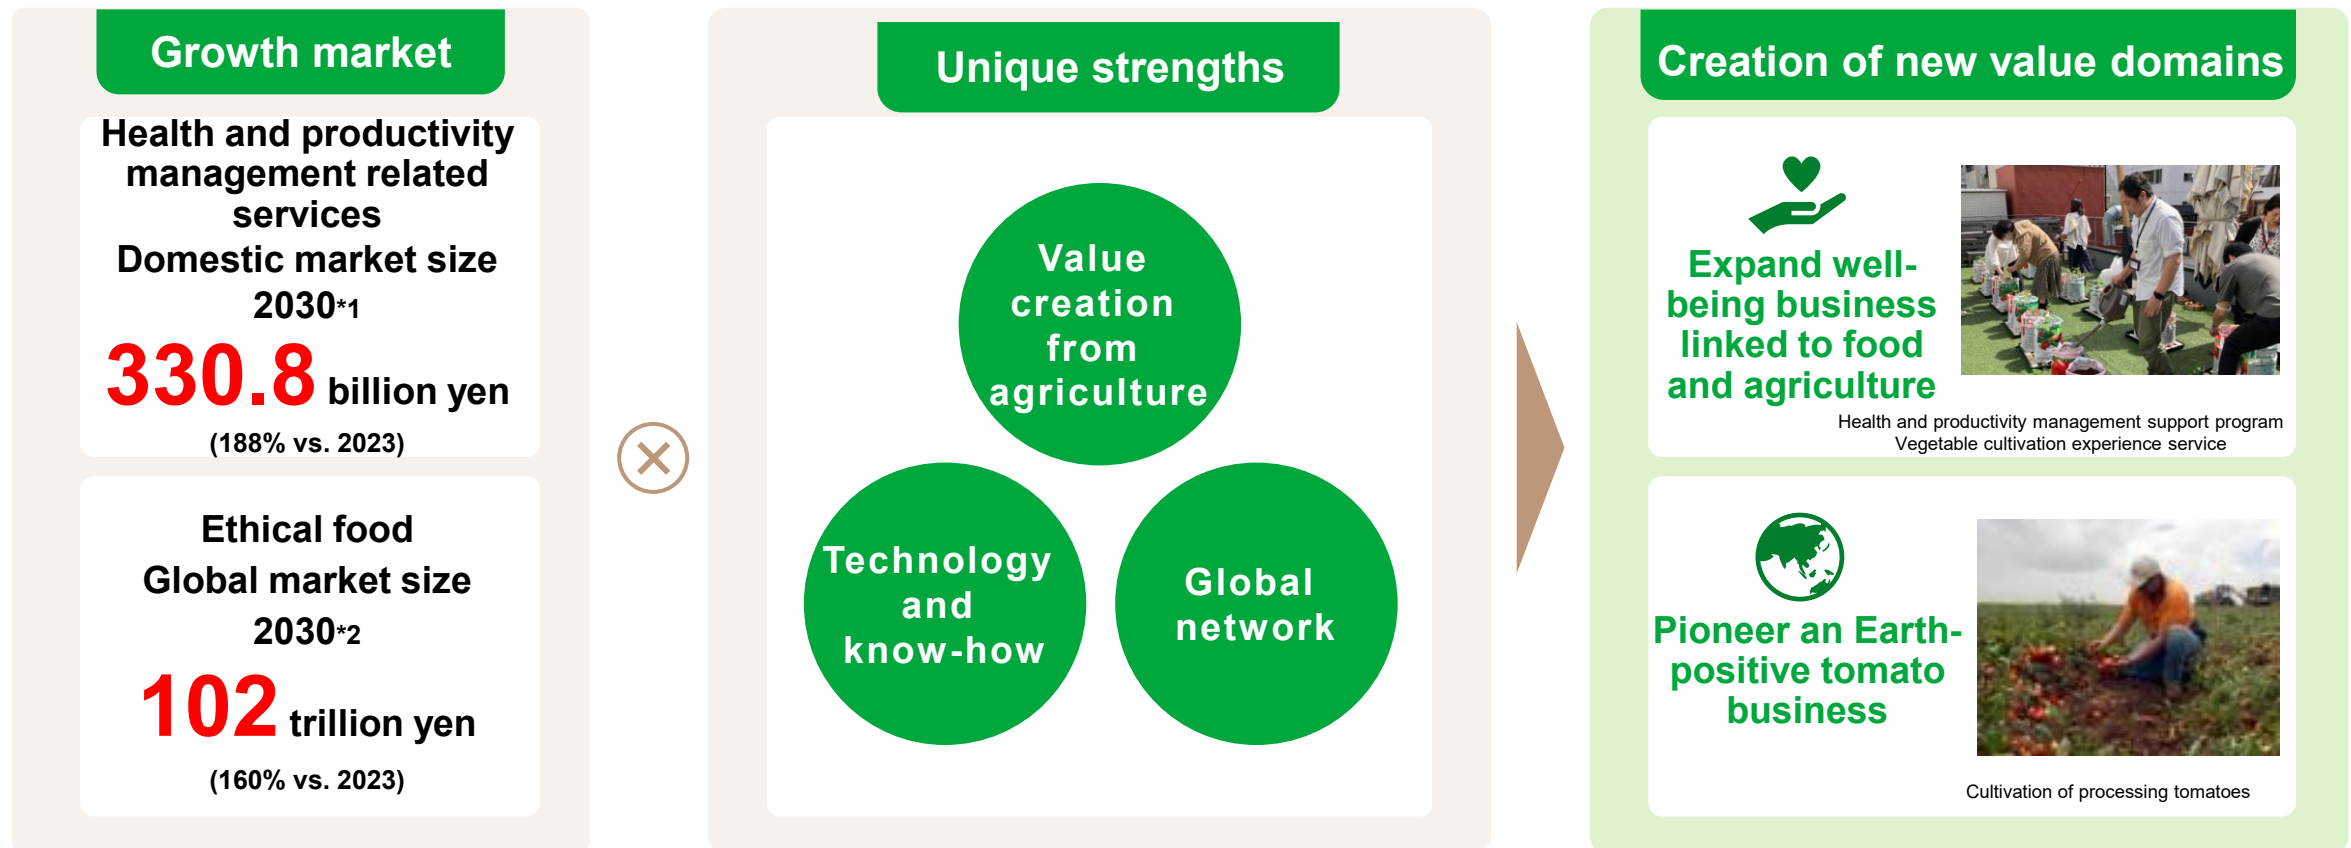 Growth market
Health and productivity
management related
services
Domestic market size
2030*1
330.8 billion yen
(188% vs. 2023)
Ethical food
Global market size
2030*2
102 trillion yen
(160% vs. 2023)
Unique strengths
Value
creation
from
agriculture
Technology
and
know-how
Global
network
Creation of new value domains
Expand well-
being business
linked to food
and agriculture
Health and productivity management support program
Vegetable cultivation experience service
Pioneer an Earth-
positive tomato
business
Cultivation of processing tomatoes